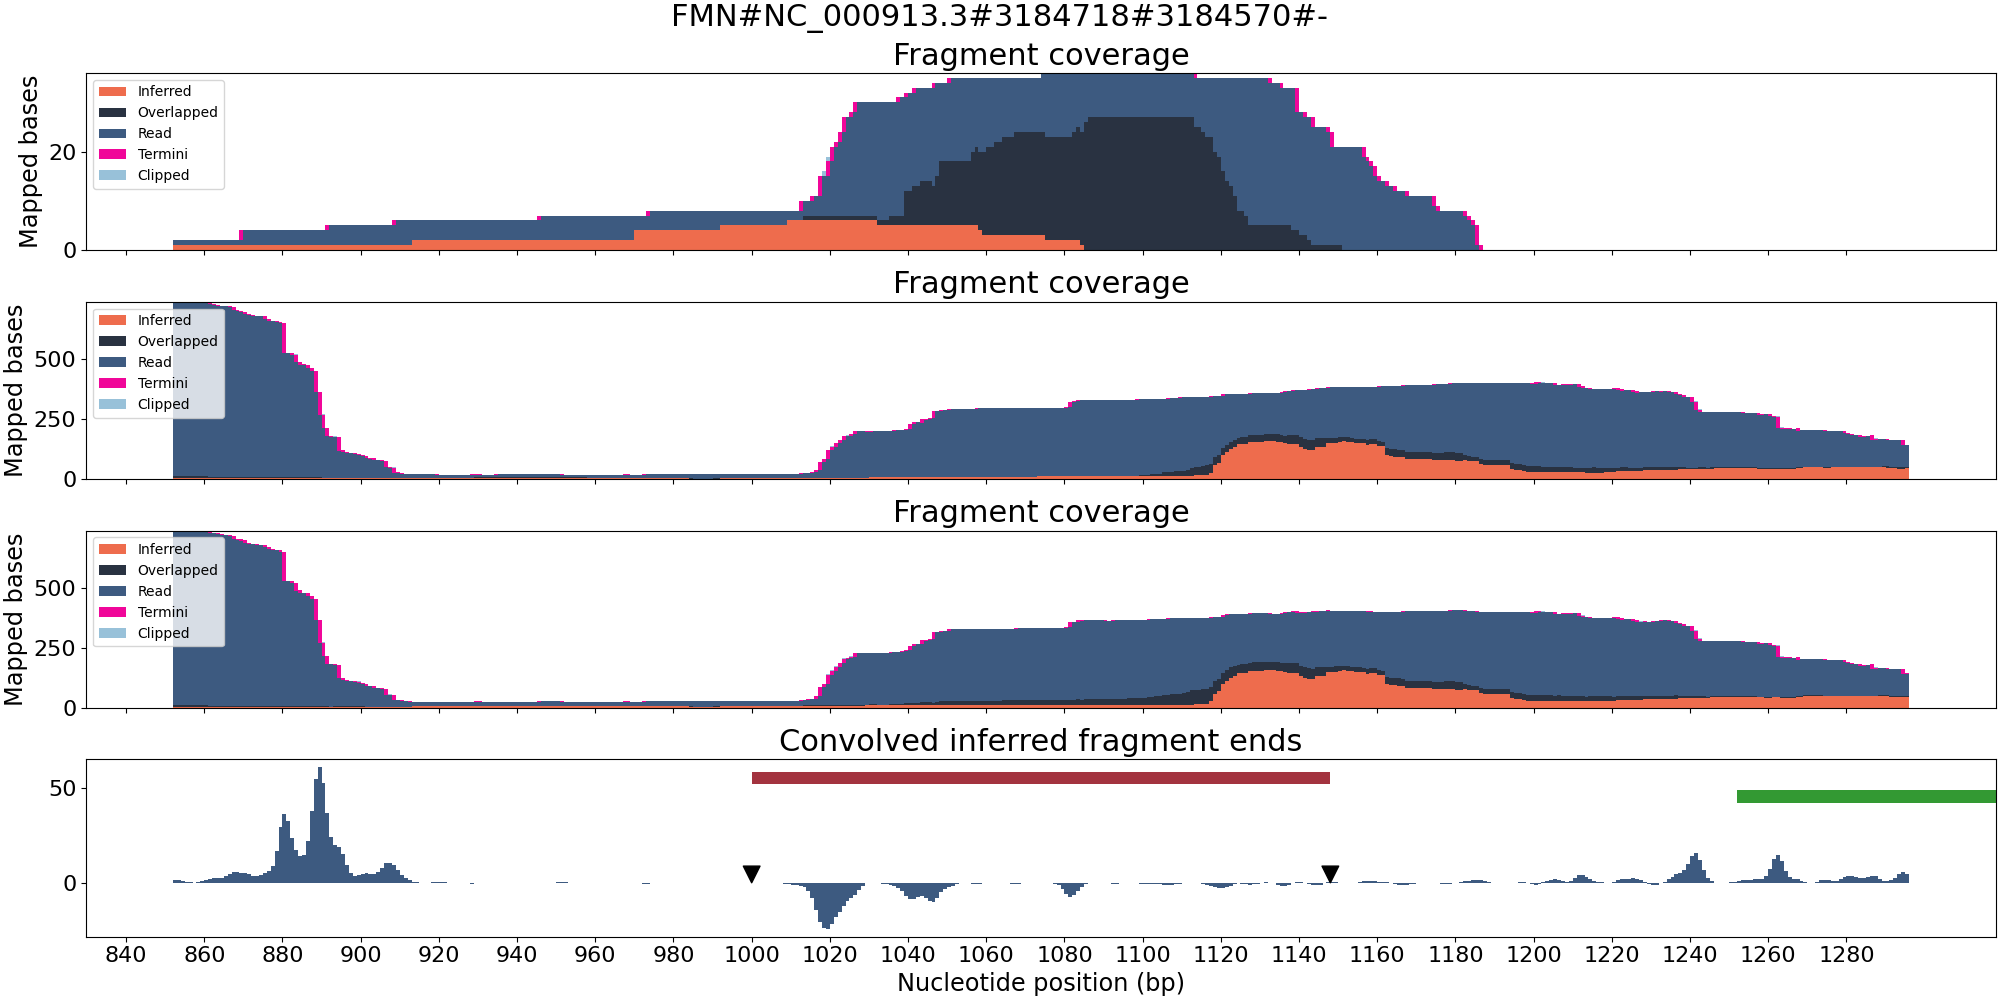 FMN#NC_000913.3#3184718#3184570#-
Fragment coverage
Mapped bases
20
0
Inferred
Overlapped
Read
Termini
Clipped
Fragment coverage
Mapped bases
500
250
0
Inferred
Overlapped
Read
Termini
Clipped
Fragment coverage
Mapped bases
500
250
0
Inferred
Overlapped
Read
Termini
Clipped
Convolved inferred fragment ends
50
0
840 860 880 900 920 940 960 980 1000 1020 1040 1060 1080 1100 1120 1140 1160 1180 1200 1220 1240 1260 1280
Nucleotide position (bp)